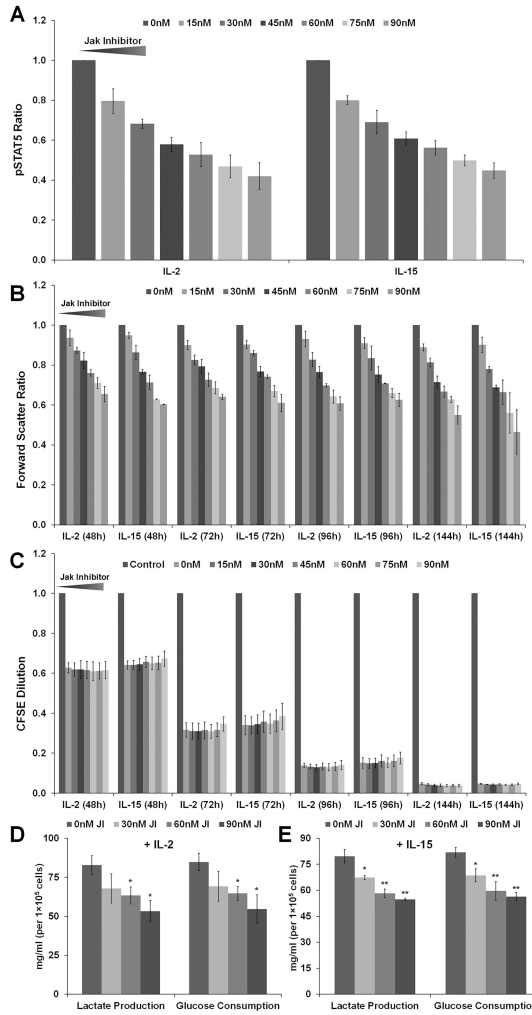 A
0nM 15nM 30nM 45nM 60nM 75nM 90nM
Jak Inhibitor
pSTAT5 Ratio
1.2
1.0
0.8
0.6
0.4
0.2
0.0
IL-2 IL-15
B
0nM 15nM 30nM 45nM 60nM 75nM 90nM
Jak Inhibitor
Forward Scatter Ratio
1.2
1.0
0.8
0.6
0.4
0.2
0.0
IL-2 (48h) IL-15 (48h) IL-2 (72h) IL-15 (72h) IL-2 (96h) IL-15 (96h) IL-2 (144h) IL-15 (144h)
C
Control 0nM 15nM 30nM 45nM 60nM 75nM 90nM
Jak Inhibitor
CFSE Dilution
1.2
1.0
0.8
0.6
0.4
0.2
0.0
IL-2 (48h) IL-15 (48h) IL-2 (72h) IL-15 (72h) IL-2 (96h) IL-15 (96h) IL-2 (144h) IL-15 (144h)
D
0nM JI 30nM JI 60nM JI 90nM JI
+ IL-2
mg/ml (per 1×10⁵ cells)
100
75
50
25
0
* * * *
Lactate Production Glucose Consumption
E
0nM JI 30nM JI 60nM JI 90nM JI
+ IL-15
mg/ml (per 1×10⁵ cells)
90
75
60
45
30
15
0
* ** ** * ** **
Lactate Production Glucose Consumption